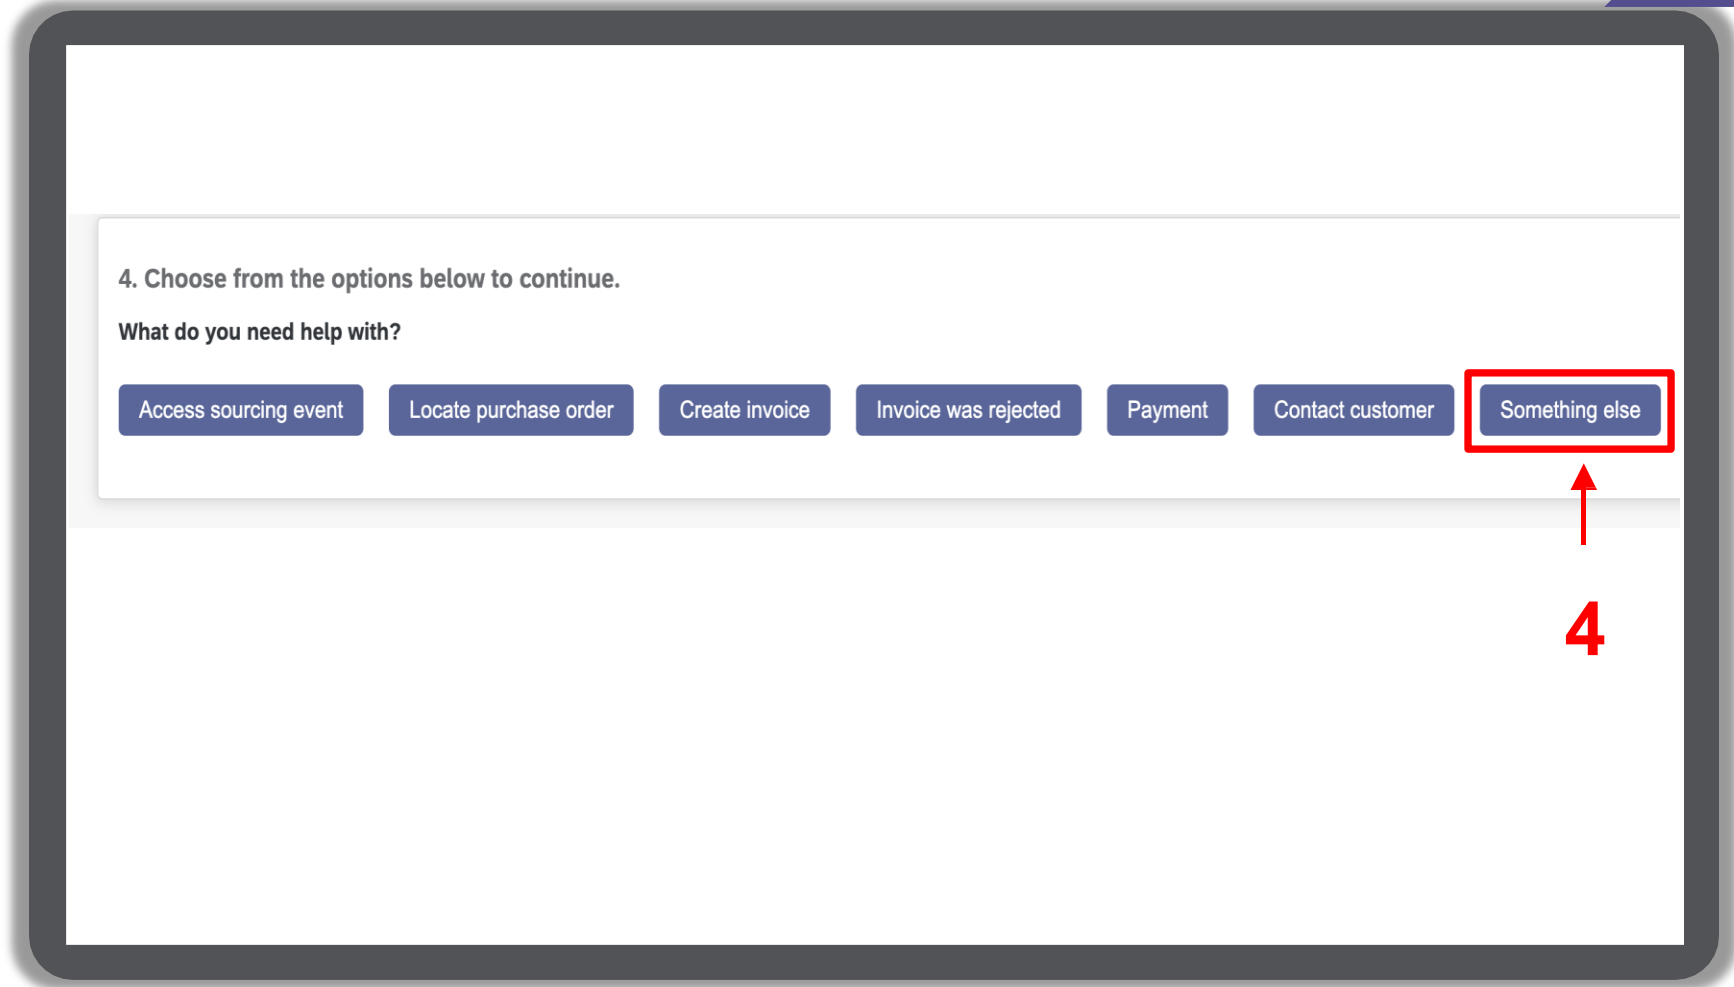 4. Choose from the options below to continue.
What do you need help with?
Access sourcing event Locate purchase order Create invoice Invoice was rejected Payment Contact customer Something else
4